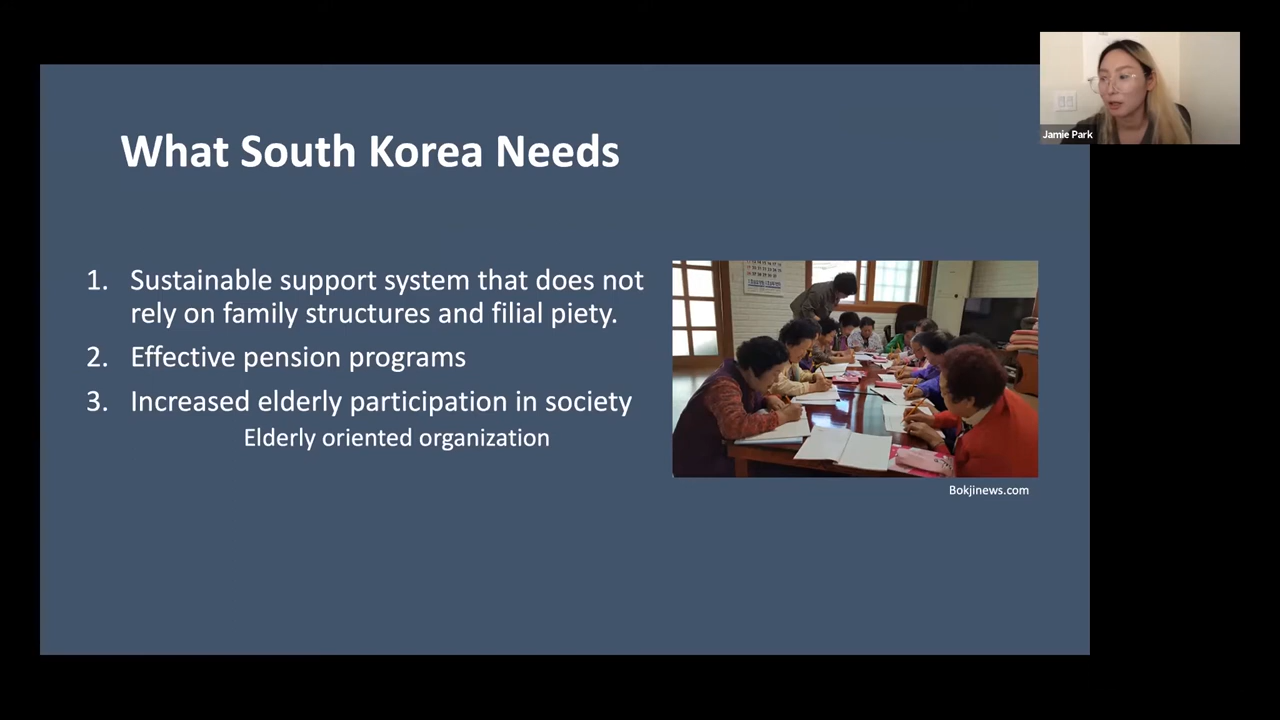 What South Korea Needs
Jamie Park
1. Sustainable support system that does not
rely on family structures and filial piety.
2. Effective pension programs
3. Increased elderly participation in society
Elderly oriented organization
Bokjinews.com